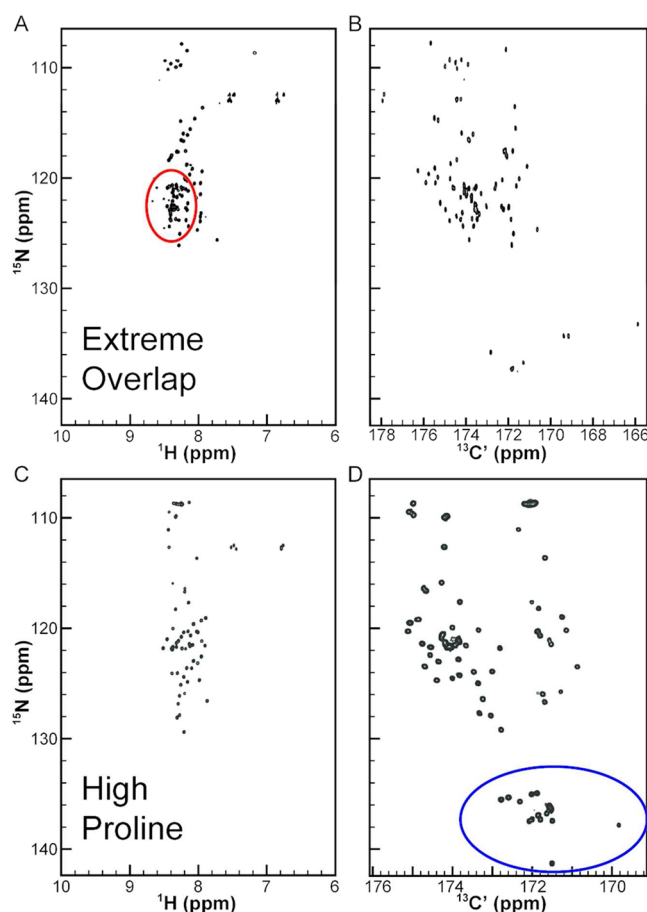 A
B
110
120
130
140
15N (ppm)
Extreme
Overlap
10 9 8 7 6
1H (ppm)
178 176 174 172 170 168 166
13C' (ppm)
C
D
110
120
130
140
15N (ppm)
High
Proline
10 9 8 7 6
1H (ppm)
176 174 172 170
13C' (ppm)